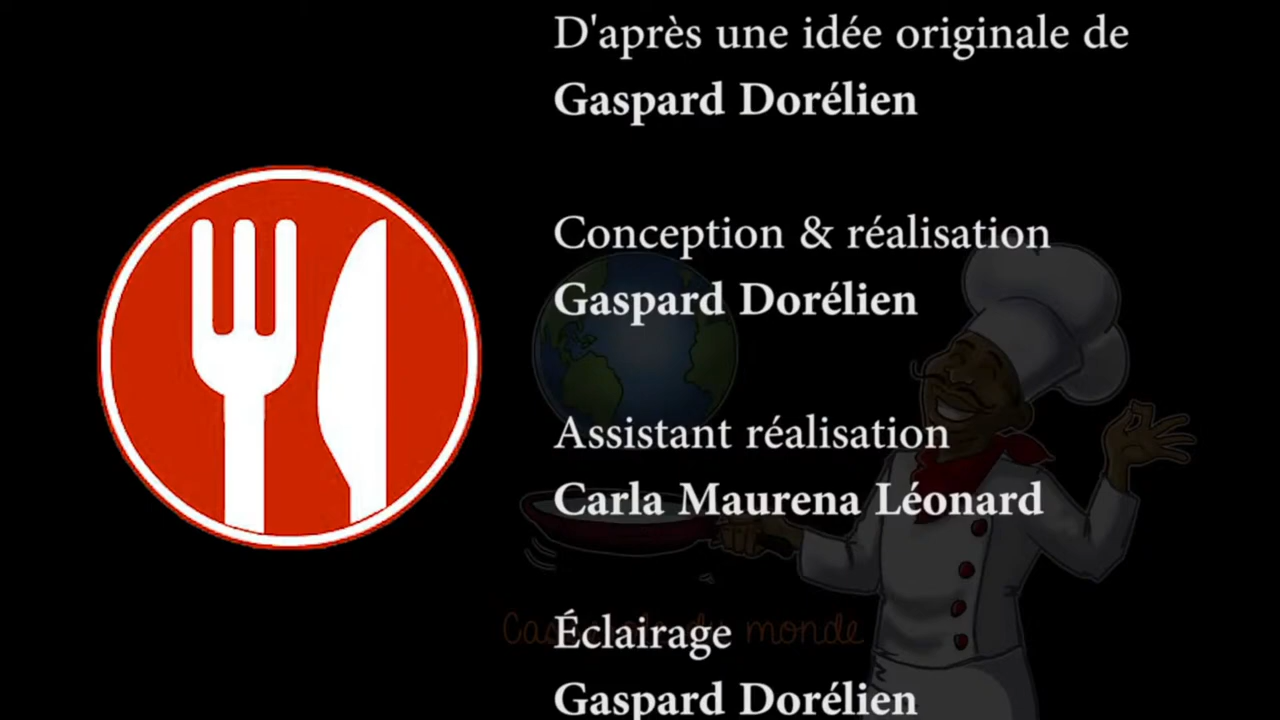 D'après une idée originale de
Gaspard Dorélien
Conception & réalisation
Gaspard Dorélien
Assistant réalisation
Carla Maurena Léonard
Éclairage
monde
Gaspard Dorélien